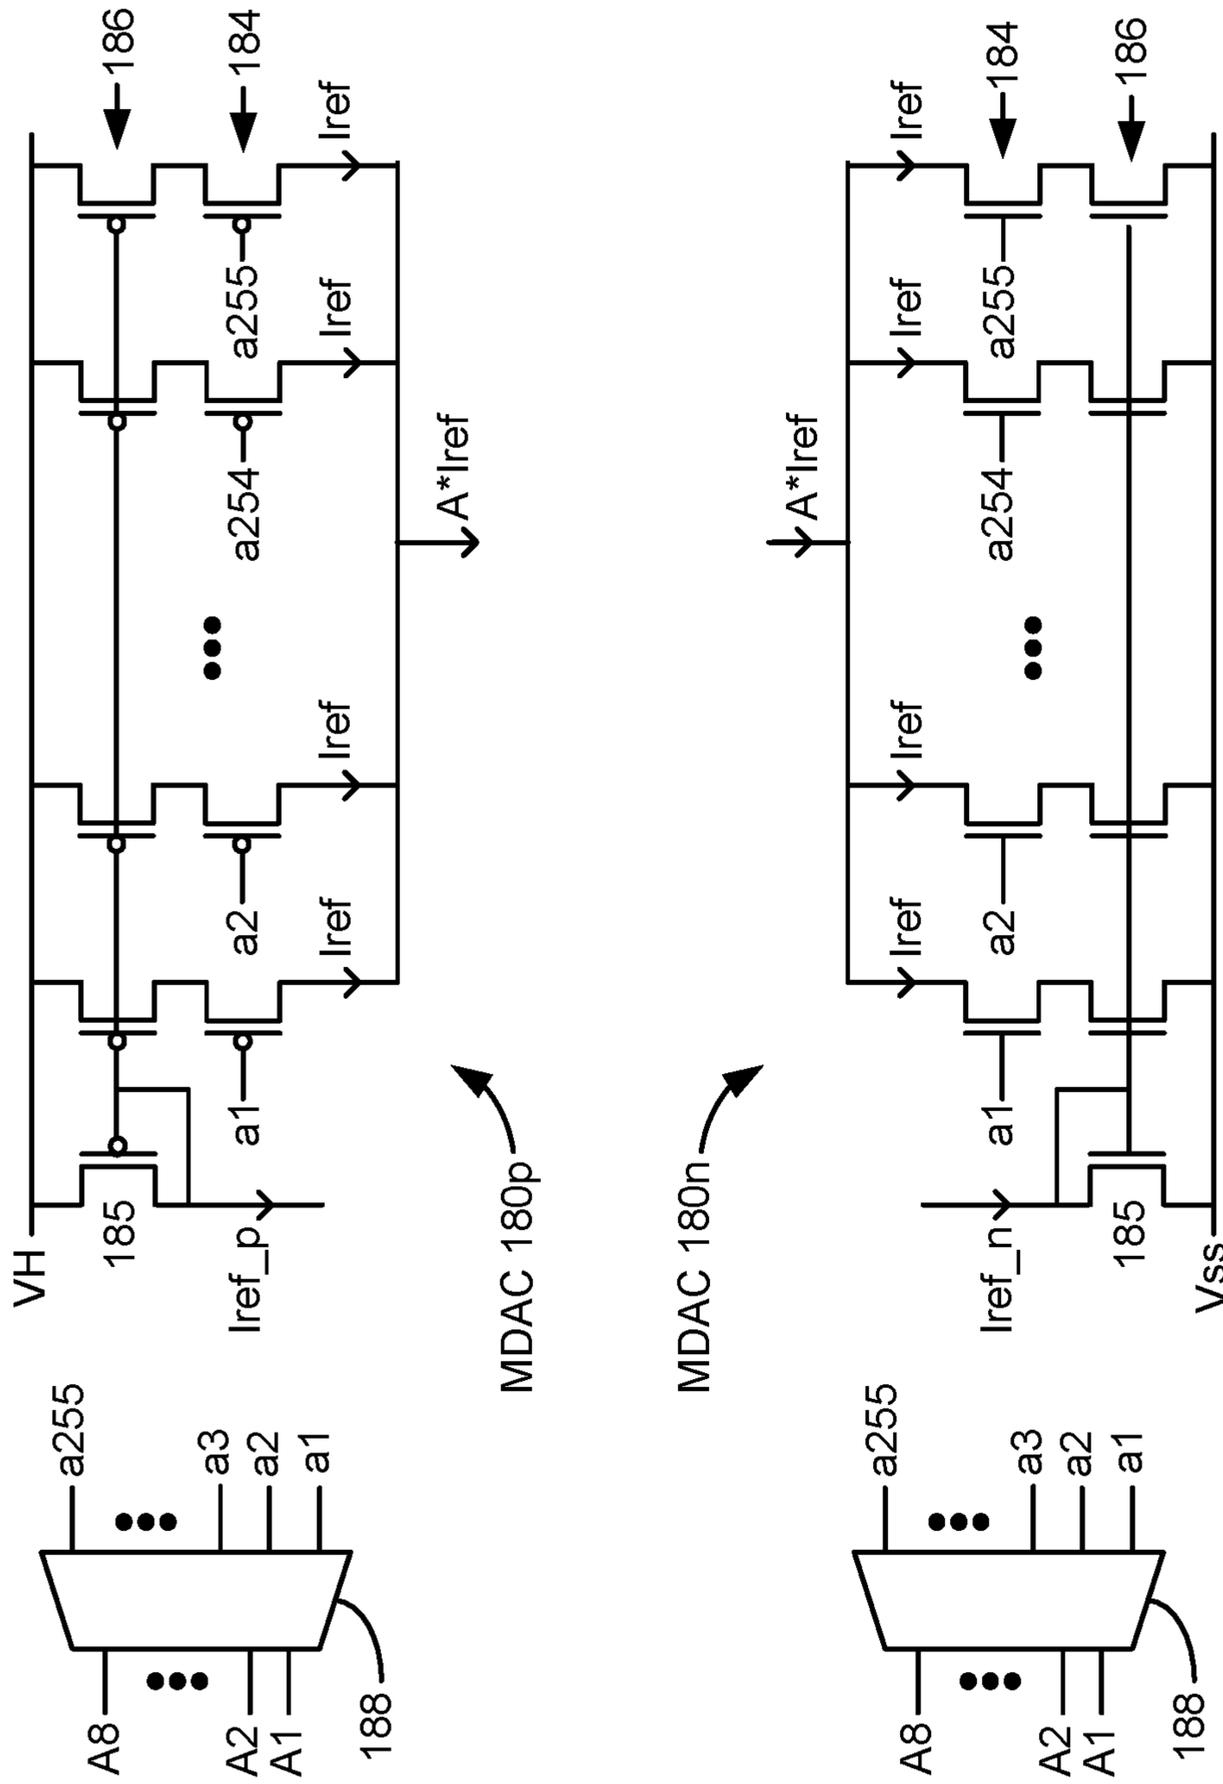 VH
186
184
Iref
Iref
Iref
Iref
a255
a254
a2
a1
185
Iref_p
A*Iref
MDAC 180p
a255
a3
a2
a1
A8
A2
A1
188
A*Iref
Iref
Iref
Iref
Iref
184
186
a255
a254
a2
a1
185
Iref_n
Vss
MDAC 180n
a255
a3
a2
a1
A8
A2
A1
188